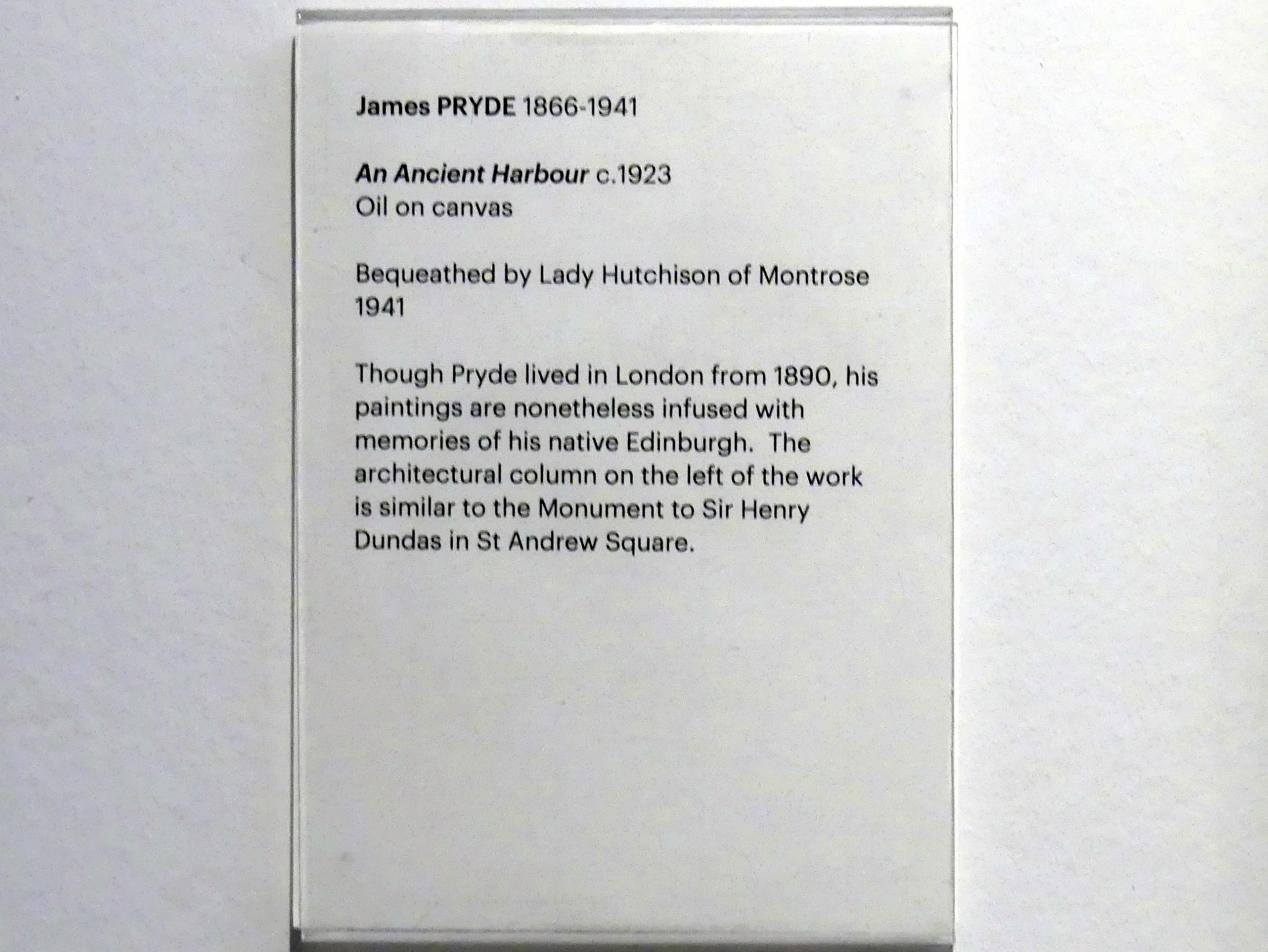 James PRYDE 1866-1941
An Ancient Harbour c.1923
Oil on canvas
Bequeathed by Lady Hutchison of Montrose
1941
Though Pryde lived in London from 1890, his
paintings are nonetheless infused with
memories of his native Edinburgh.  The
architectural column on the left of the work
is similar to the Monument to Sir Henry
Dundas in St Andrew Square.